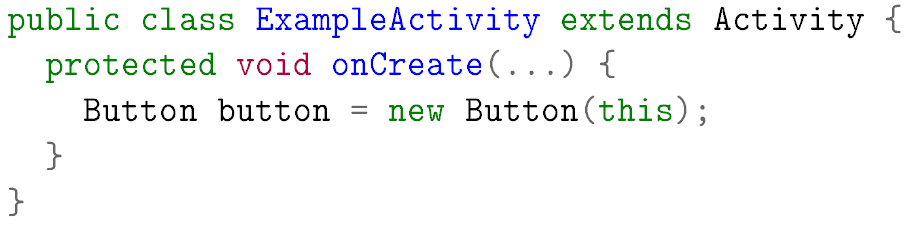 public class ExampleActivity extends Activity {
  protected void onCreate(...) {
    Button button = new Button(this);
  }
}